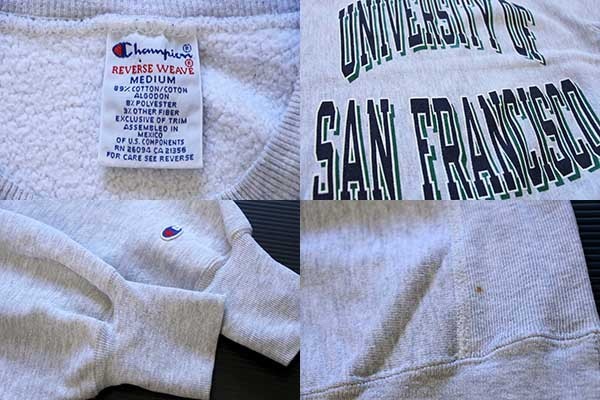 Champion®
REVERSE WEAVE®
MEDIUM
89% COTTON/COTON
ALGODON
8% POLYESTER
3% OTHER FIBER
EXCLUSIVE OF TRIM
ASSEMBLED IN
MEXICO
OF U.S. COMPONENTS
RN 26094 CA 21356
FOR CARE SEE REVERSE
UNIVERSITY OF
SAN FRANCISCO